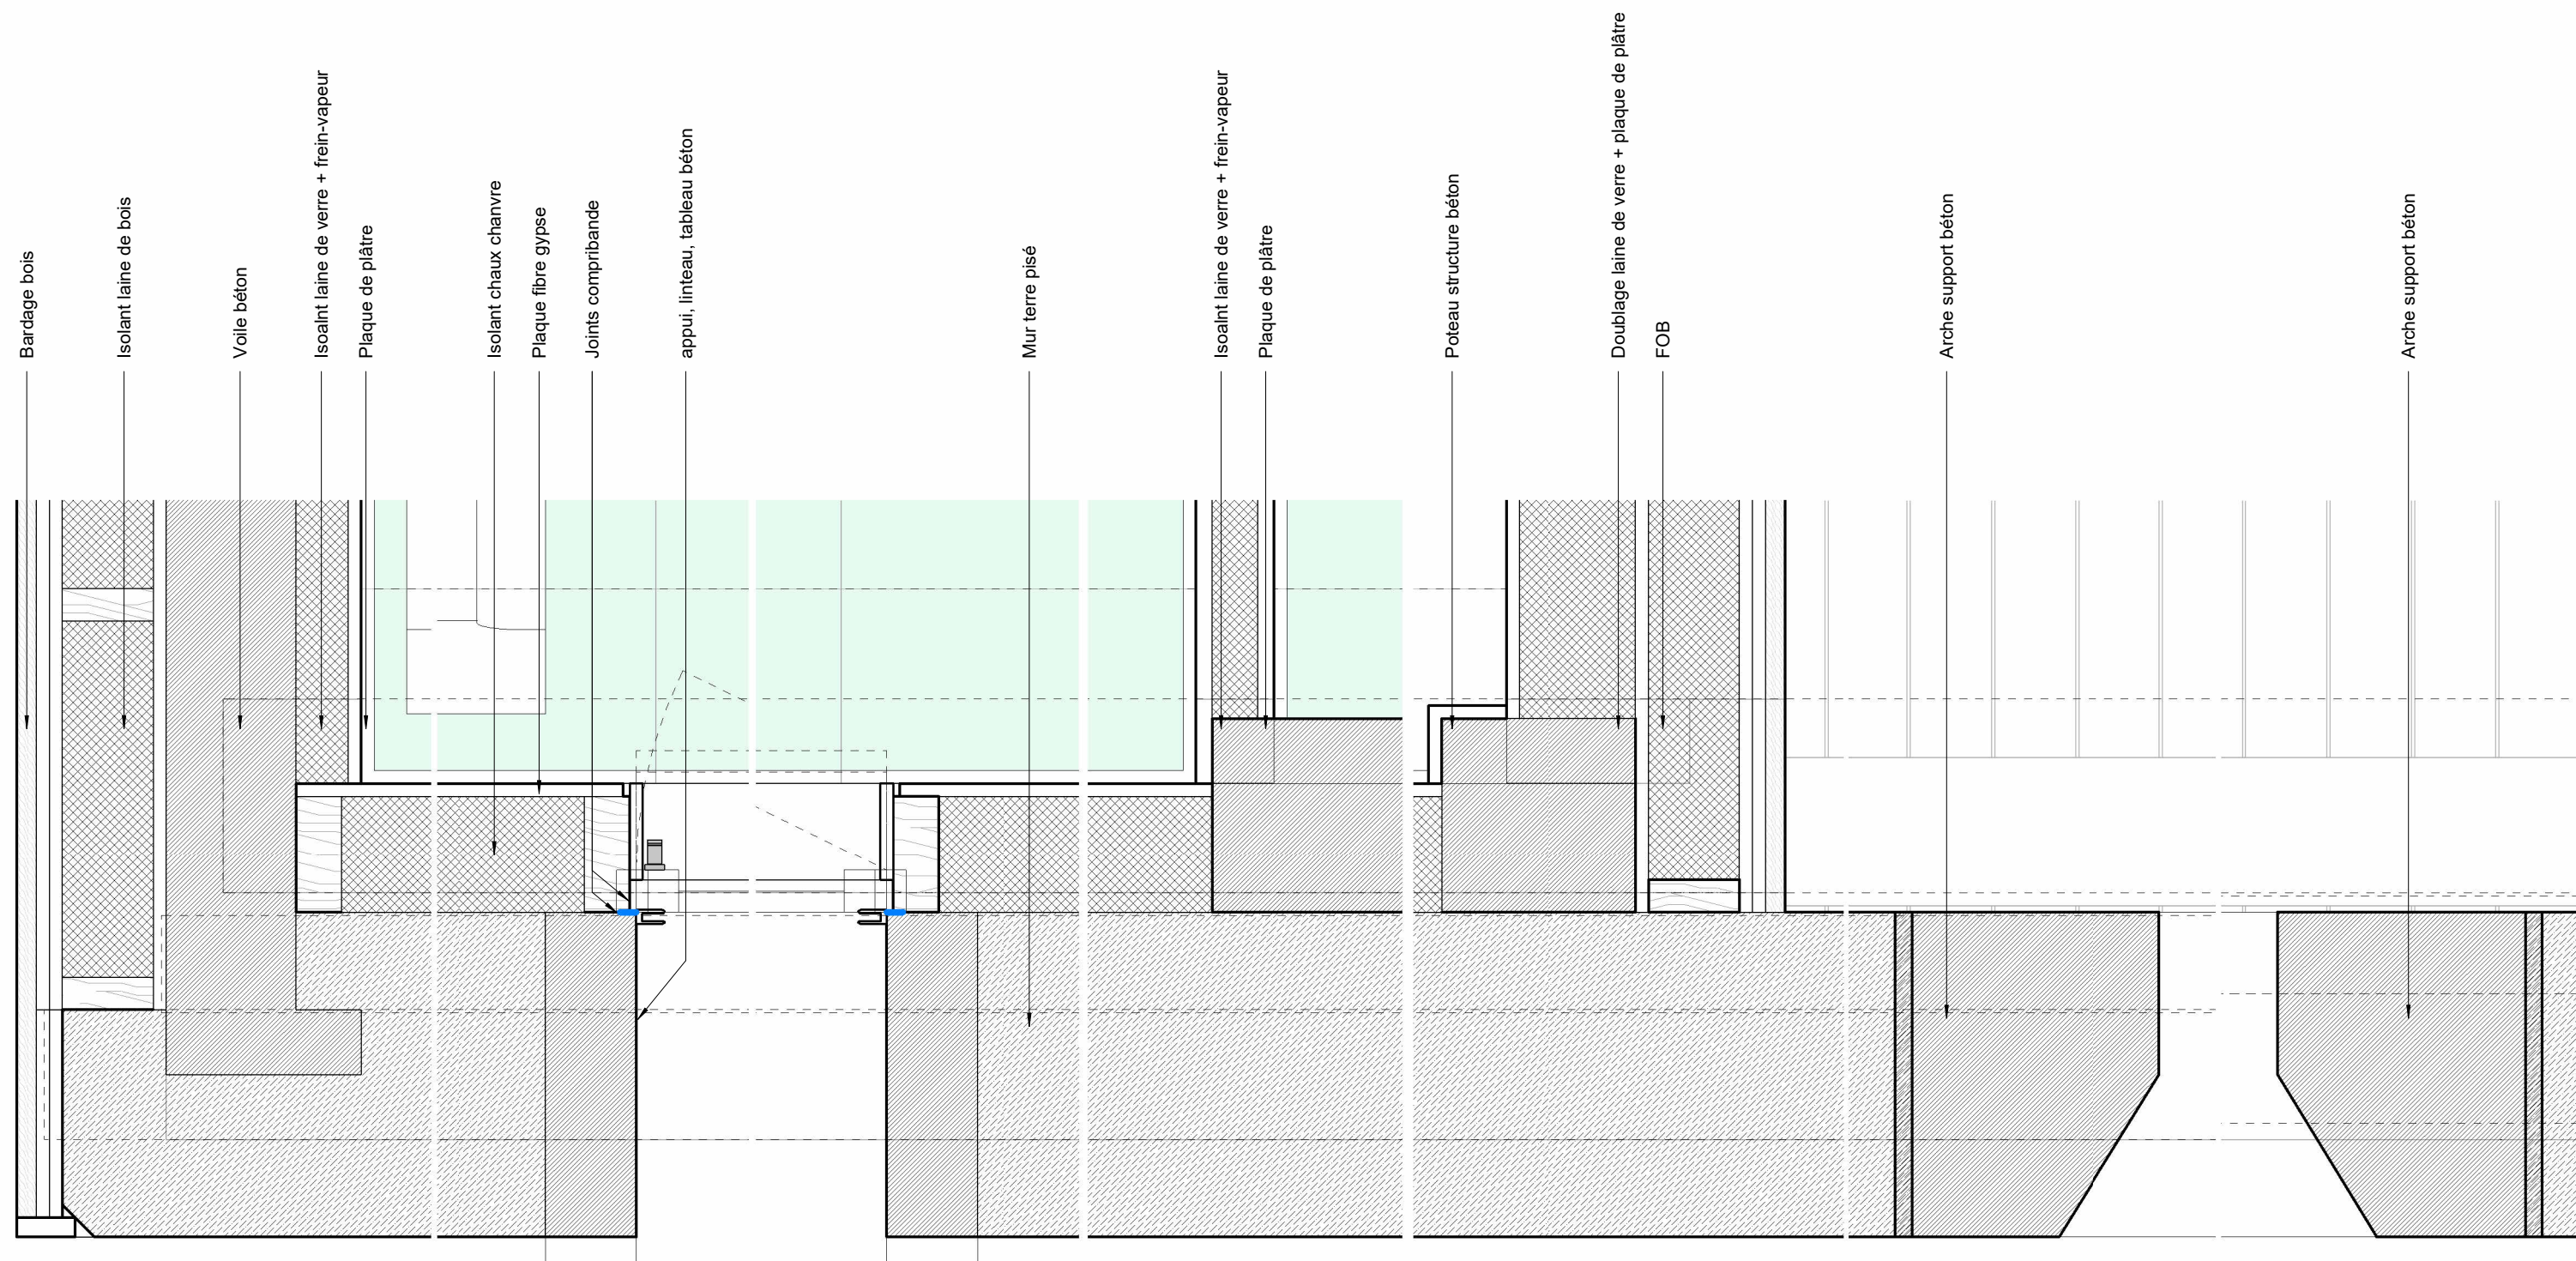 Bardage bois
Isolant laine de bois
Voile béton
Isoalnt laine de verre + frein-vapeur
Plaque de plâtre
Isolant chaux chanvre
Plaque fibre gypse
Joints compribande
appui, linteau, tableau béton
Mur terre pisé
Isoalnt laine de verre + frein-vapeur
Plaque de plâtre
Poteau structure béton
Doublage laine de verre + plaque de plâtre
FOB
Arche support béton
Arche support béton